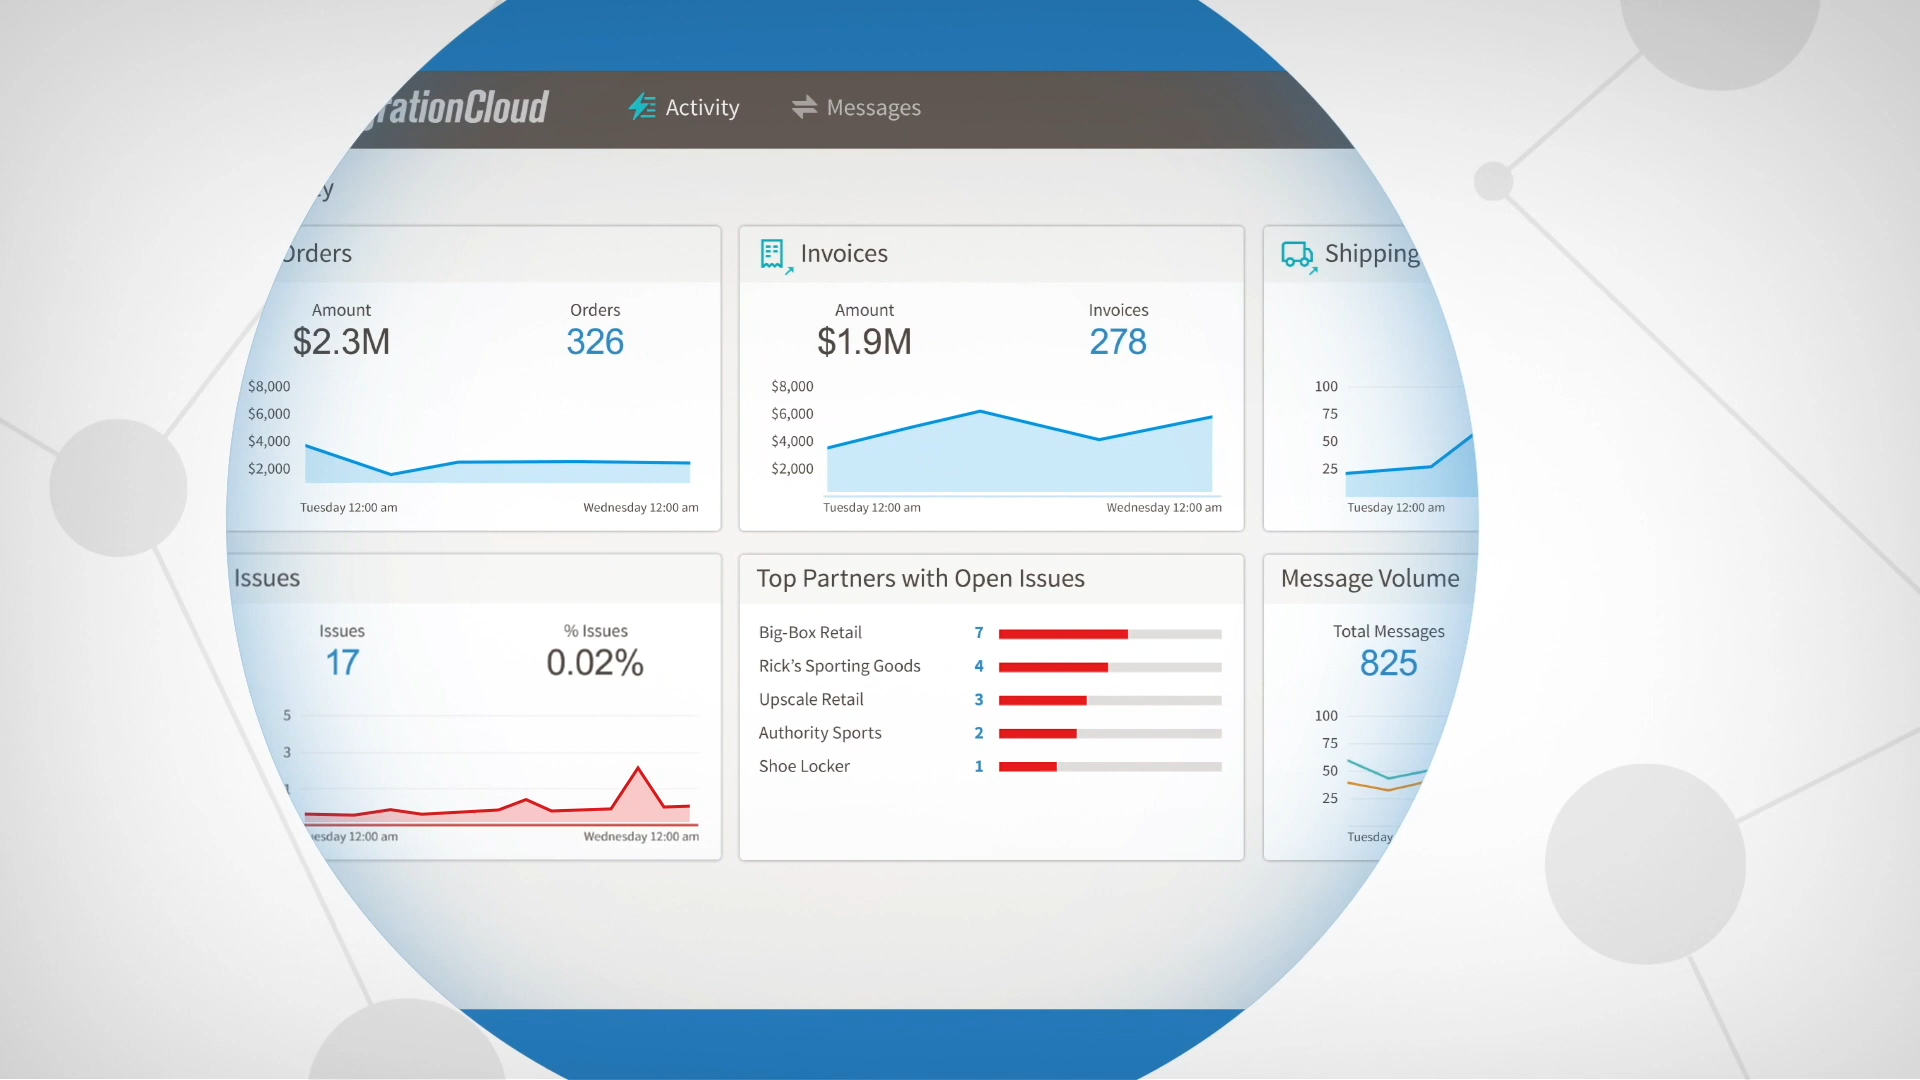 rationCloud
Activity
Messages
y
Orders
Invoices
Shipping
Amount
Orders
$2.3M
326
Amount
Invoices
$1.9M
278
$8,000
$6,000
$4,000
$2,000
Tuesday 12:00 am
Wednesday 12:00 am
$8,000
$6,000
$4,000
$2,000
Tuesday 12:00 am
Wednesday 12:00 am
100
75
50
25
Tuesday 12:00 am
Issues
Issues
% Issues
17
0.02%
5
3
1
esday 12:00 am
Wednesday 12:00 am
Top Partners with Open Issues
Big-Box Retail 7
Rick's Sporting Goods 4
Upscale Retail 3
Authority Sports 2
Shoe Locker 1
Message Volume
Total Messages
825
100
75
50
25
Tuesday